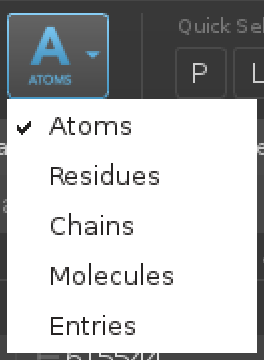 Quick Sel
A
ATOMS
P L
Atoms
Residues
Chains
Molecules
Entries